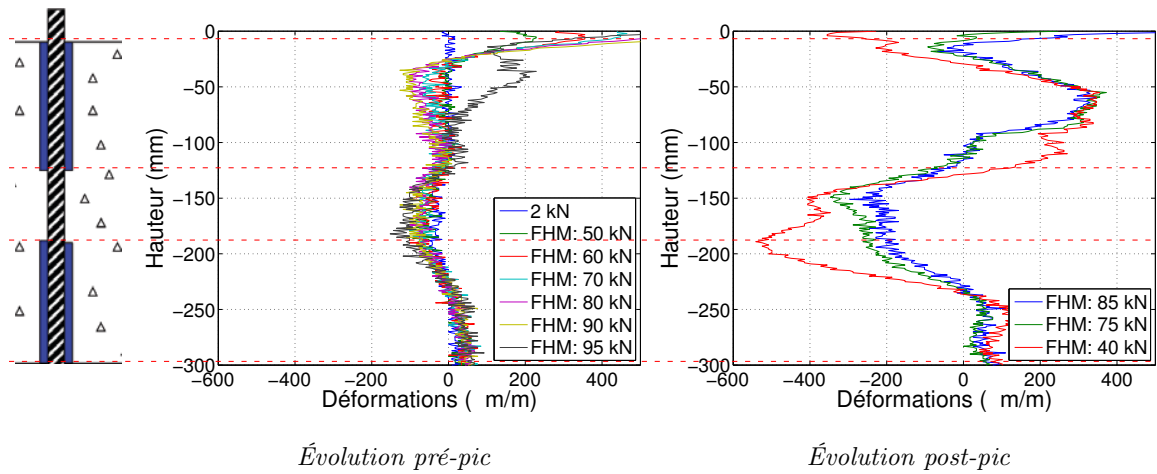 Hauteur (mm)
0
−50
−100
−150
−200
−250
−300
−600
−400
−200
0
200
400
Déformations ( m/m)
2 kN
FHM: 50 kN
FHM: 60 kN
FHM: 70 kN
FHM: 80 kN
FHM: 90 kN
FHM: 95 kN
Évolution pré-pic
Hauteur (mm)
0
−50
−100
−150
−200
−250
−300
−600
−400
−200
0
200
400
Déformations ( m/m)
FHM: 85 kN
FHM: 75 kN
FHM: 40 kN
Évolution post-pic